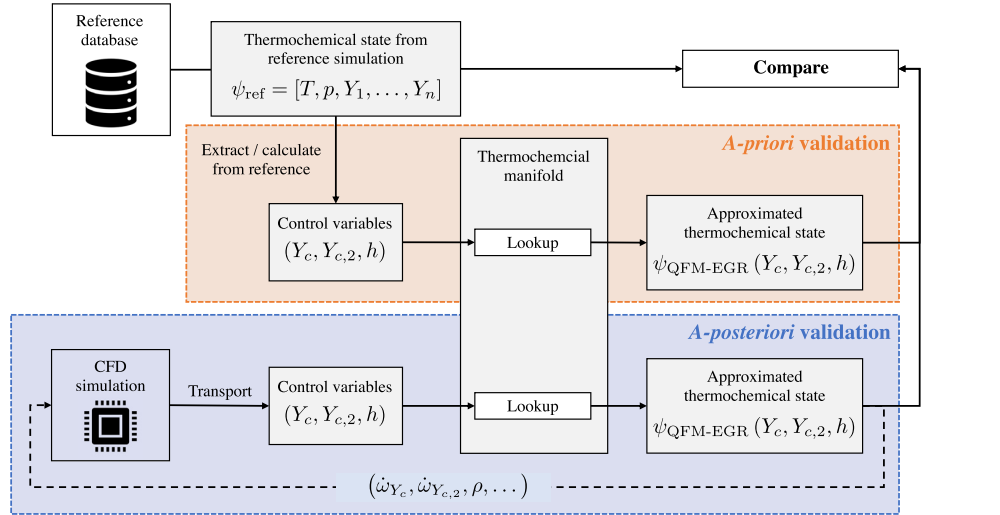 Reference
database
Thermochemical state from
reference simulation
ψref = [T, p, Y1, . . . , Yn]
Compare
A-priori validation
Extract / calculate
from reference
Thermochemcial
manifold
Control variables
(Yc, Yc,2, h)
Lookup
Approximated
thermochemical state
ψQFM-EGR (Yc, Yc,2, h)
A-posteriori validation
CFD
simulation
Transport
Control variables
(Yc, Yc,2, h)
Lookup
Approximated
thermochemical state
ψQFM-EGR (Yc, Yc,2, h)
(ω̇Yc, ω̇Yc,2, ρ, . . . )